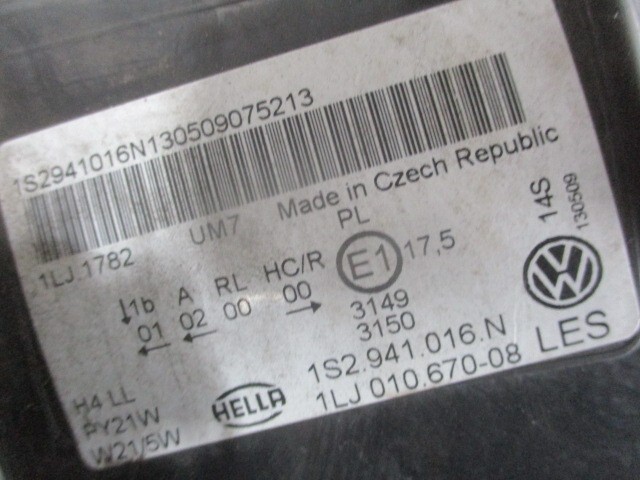 1S2941016N130509075213
Made in Czech Republic
1LJ.1782 UM7 PL
14S
130509
↓1b A RL HC/R E1 17,5
01 02 00 00
← ← →
3149
3150
VW
1S2.941.016.N
1LJ 010.670-08 LES
H4 LL
PY21W
W21/5W
HELLA